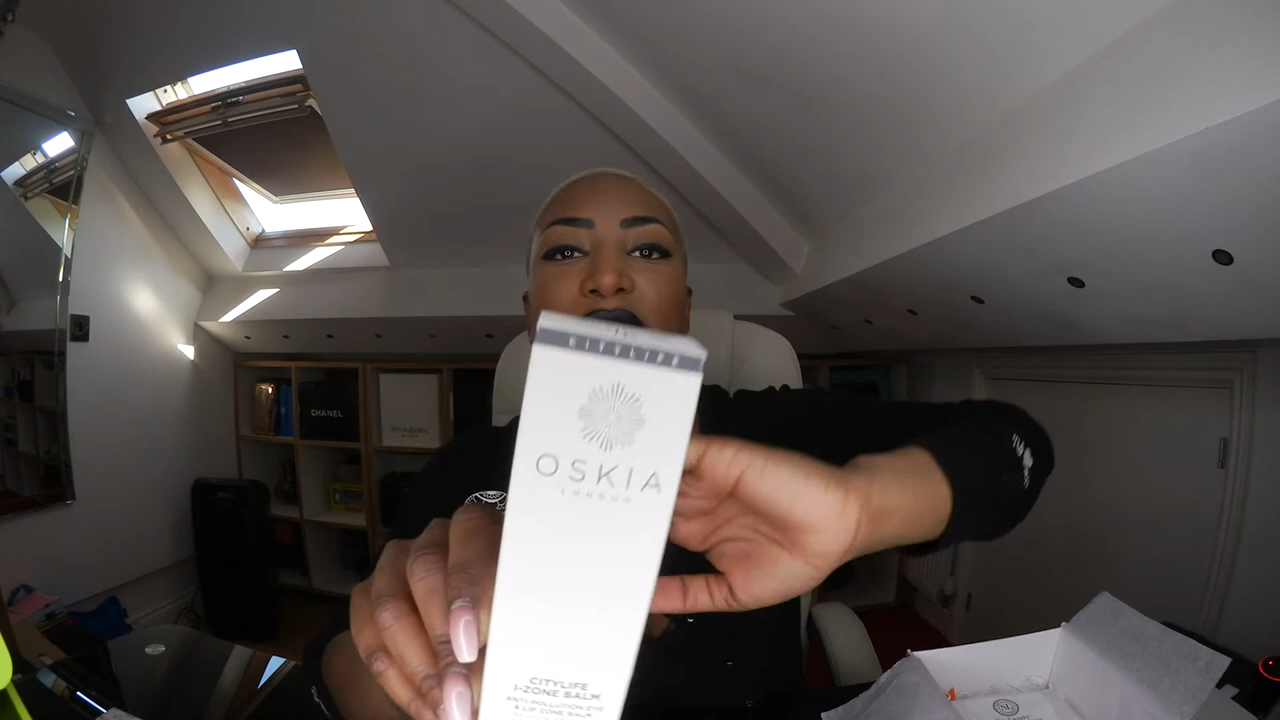 CITYLIFE
OSKIA
LONDON
CITYLIFE
I-ZONE BALM
ANTI-POLLUTION EYE
& LIP ZONE BALM
CHANEL